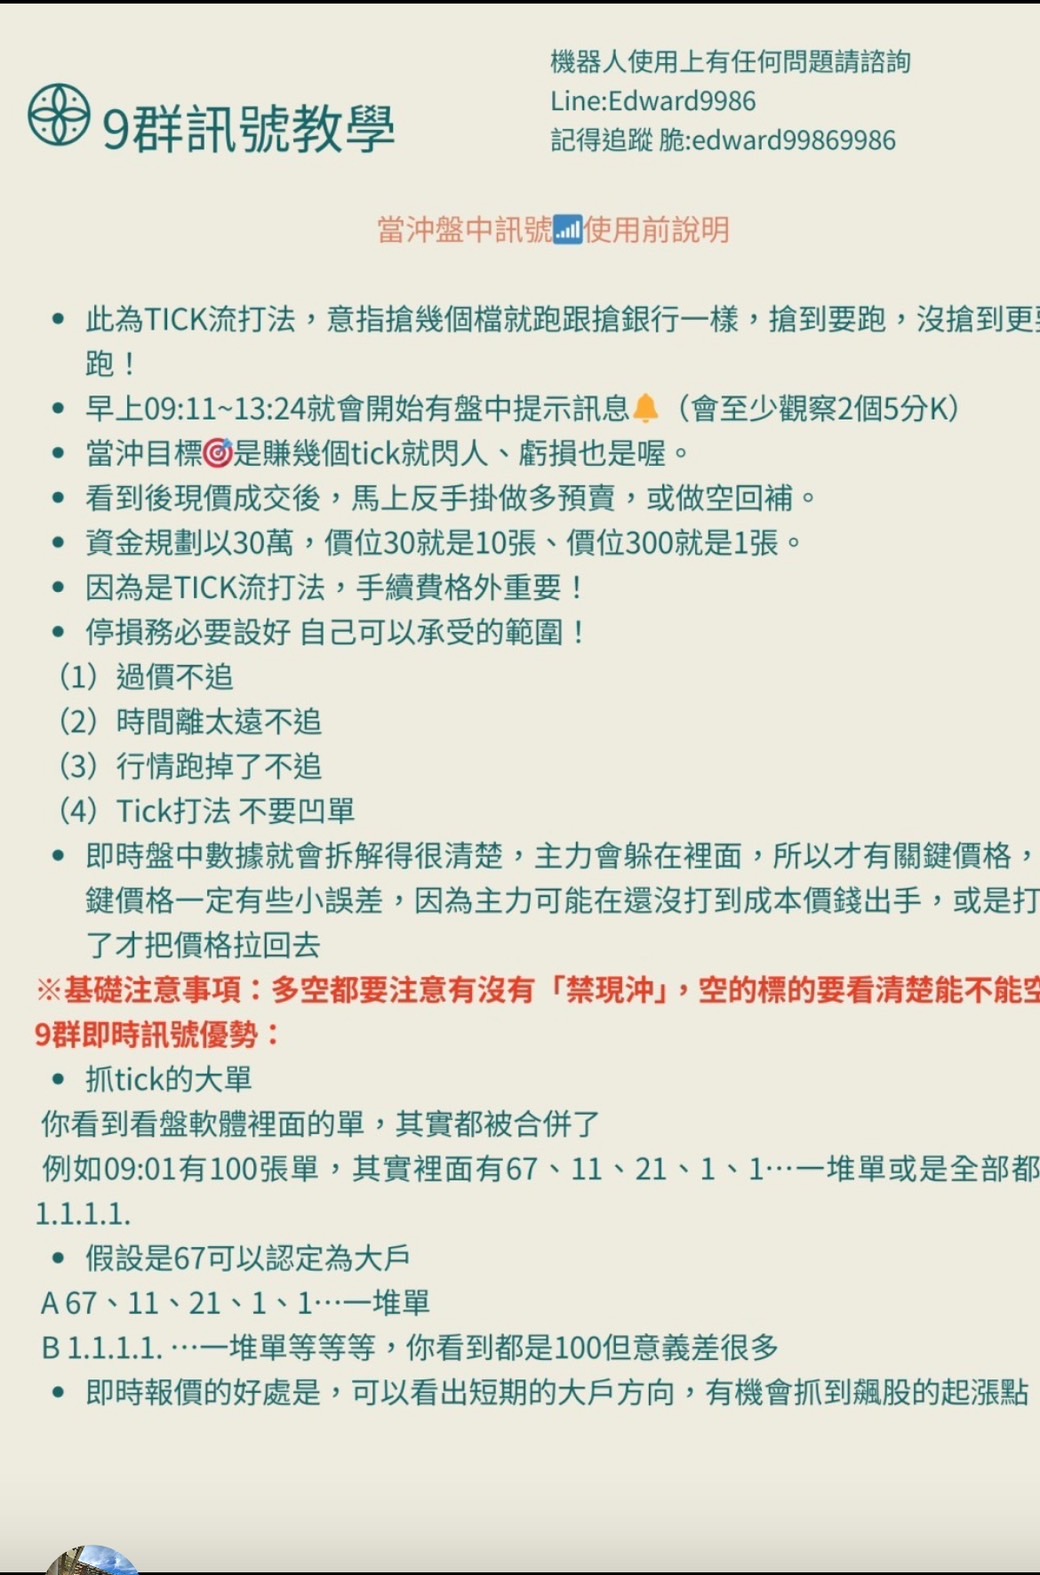 機器人使用上有任何問題請諮詢
Line:Edward9986
記得追蹤 脆:edward99869986
9群訊號教學
當沖盤中訊號📶使用前說明
• 此為TICK流打法，意指搶幾個檔就跑跟搶銀行一樣，搶到要跑，沒搶到更要
跑！
• 早上09:11~13:24就會開始有盤中提示訊息🔔（會至少觀察2個5分K）
• 當沖目標🎯是賺幾個tick就閃人、虧損也是喔。
• 看到後現價成交後，馬上反手掛做多預賣，或做空回補。
• 資金規劃以30萬，價位30就是10張、價位300就是1張。
• 因為是TICK流打法，手續費格外重要！
• 停損務必要設好 自己可以承受的範圍！
（1）過價不追
（2）時間離太遠不追
（3）行情跑掉了不追
（4）Tick打法 不要凹單
• 即時盤中數據就會拆解得很清楚，主力會躲在裡面，所以才有關鍵價格，
鍵價格一定有些小誤差，因為主力可能在還沒打到成本價錢出手，或是打
了才把價格拉回去
※基礎注意事項：多空都要注意有沒有「禁現沖」，空的標的要看清楚能不能空
9群即時訊號優勢：
• 抓tick的大單
你看到看盤軟體裡面的單，其實都被合併了
例如09:01有100張單，其實裡面有67、11、21、1、1…一堆單或是全部都
1.1.1.1.
• 假設是67可以認定為大戶
A 67、11、21、1、1…一堆單
B 1.1.1.1. …一堆單等等等，你看到都是100但意義差很多
• 即時報價的好處是，可以看出短期的大戶方向，有機會抓到飆股的起漲點